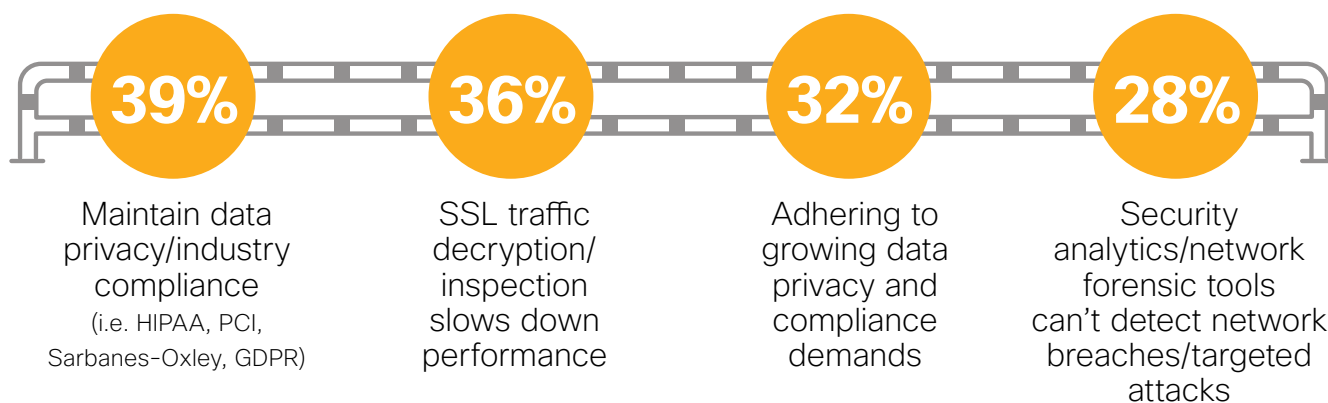 39%
Maintain data
privacy/industry
compliance
(i.e. HIPAA, PCI,
Sarbanes-Oxley, GDPR)
36%
SSL traffic
decryption/
inspection
slows down
performance
32%
Adhering to
growing data
privacy and
compliance
demands
28%
Security
analytics/network
forensic tools
can't detect network
breaches/targeted
attacks